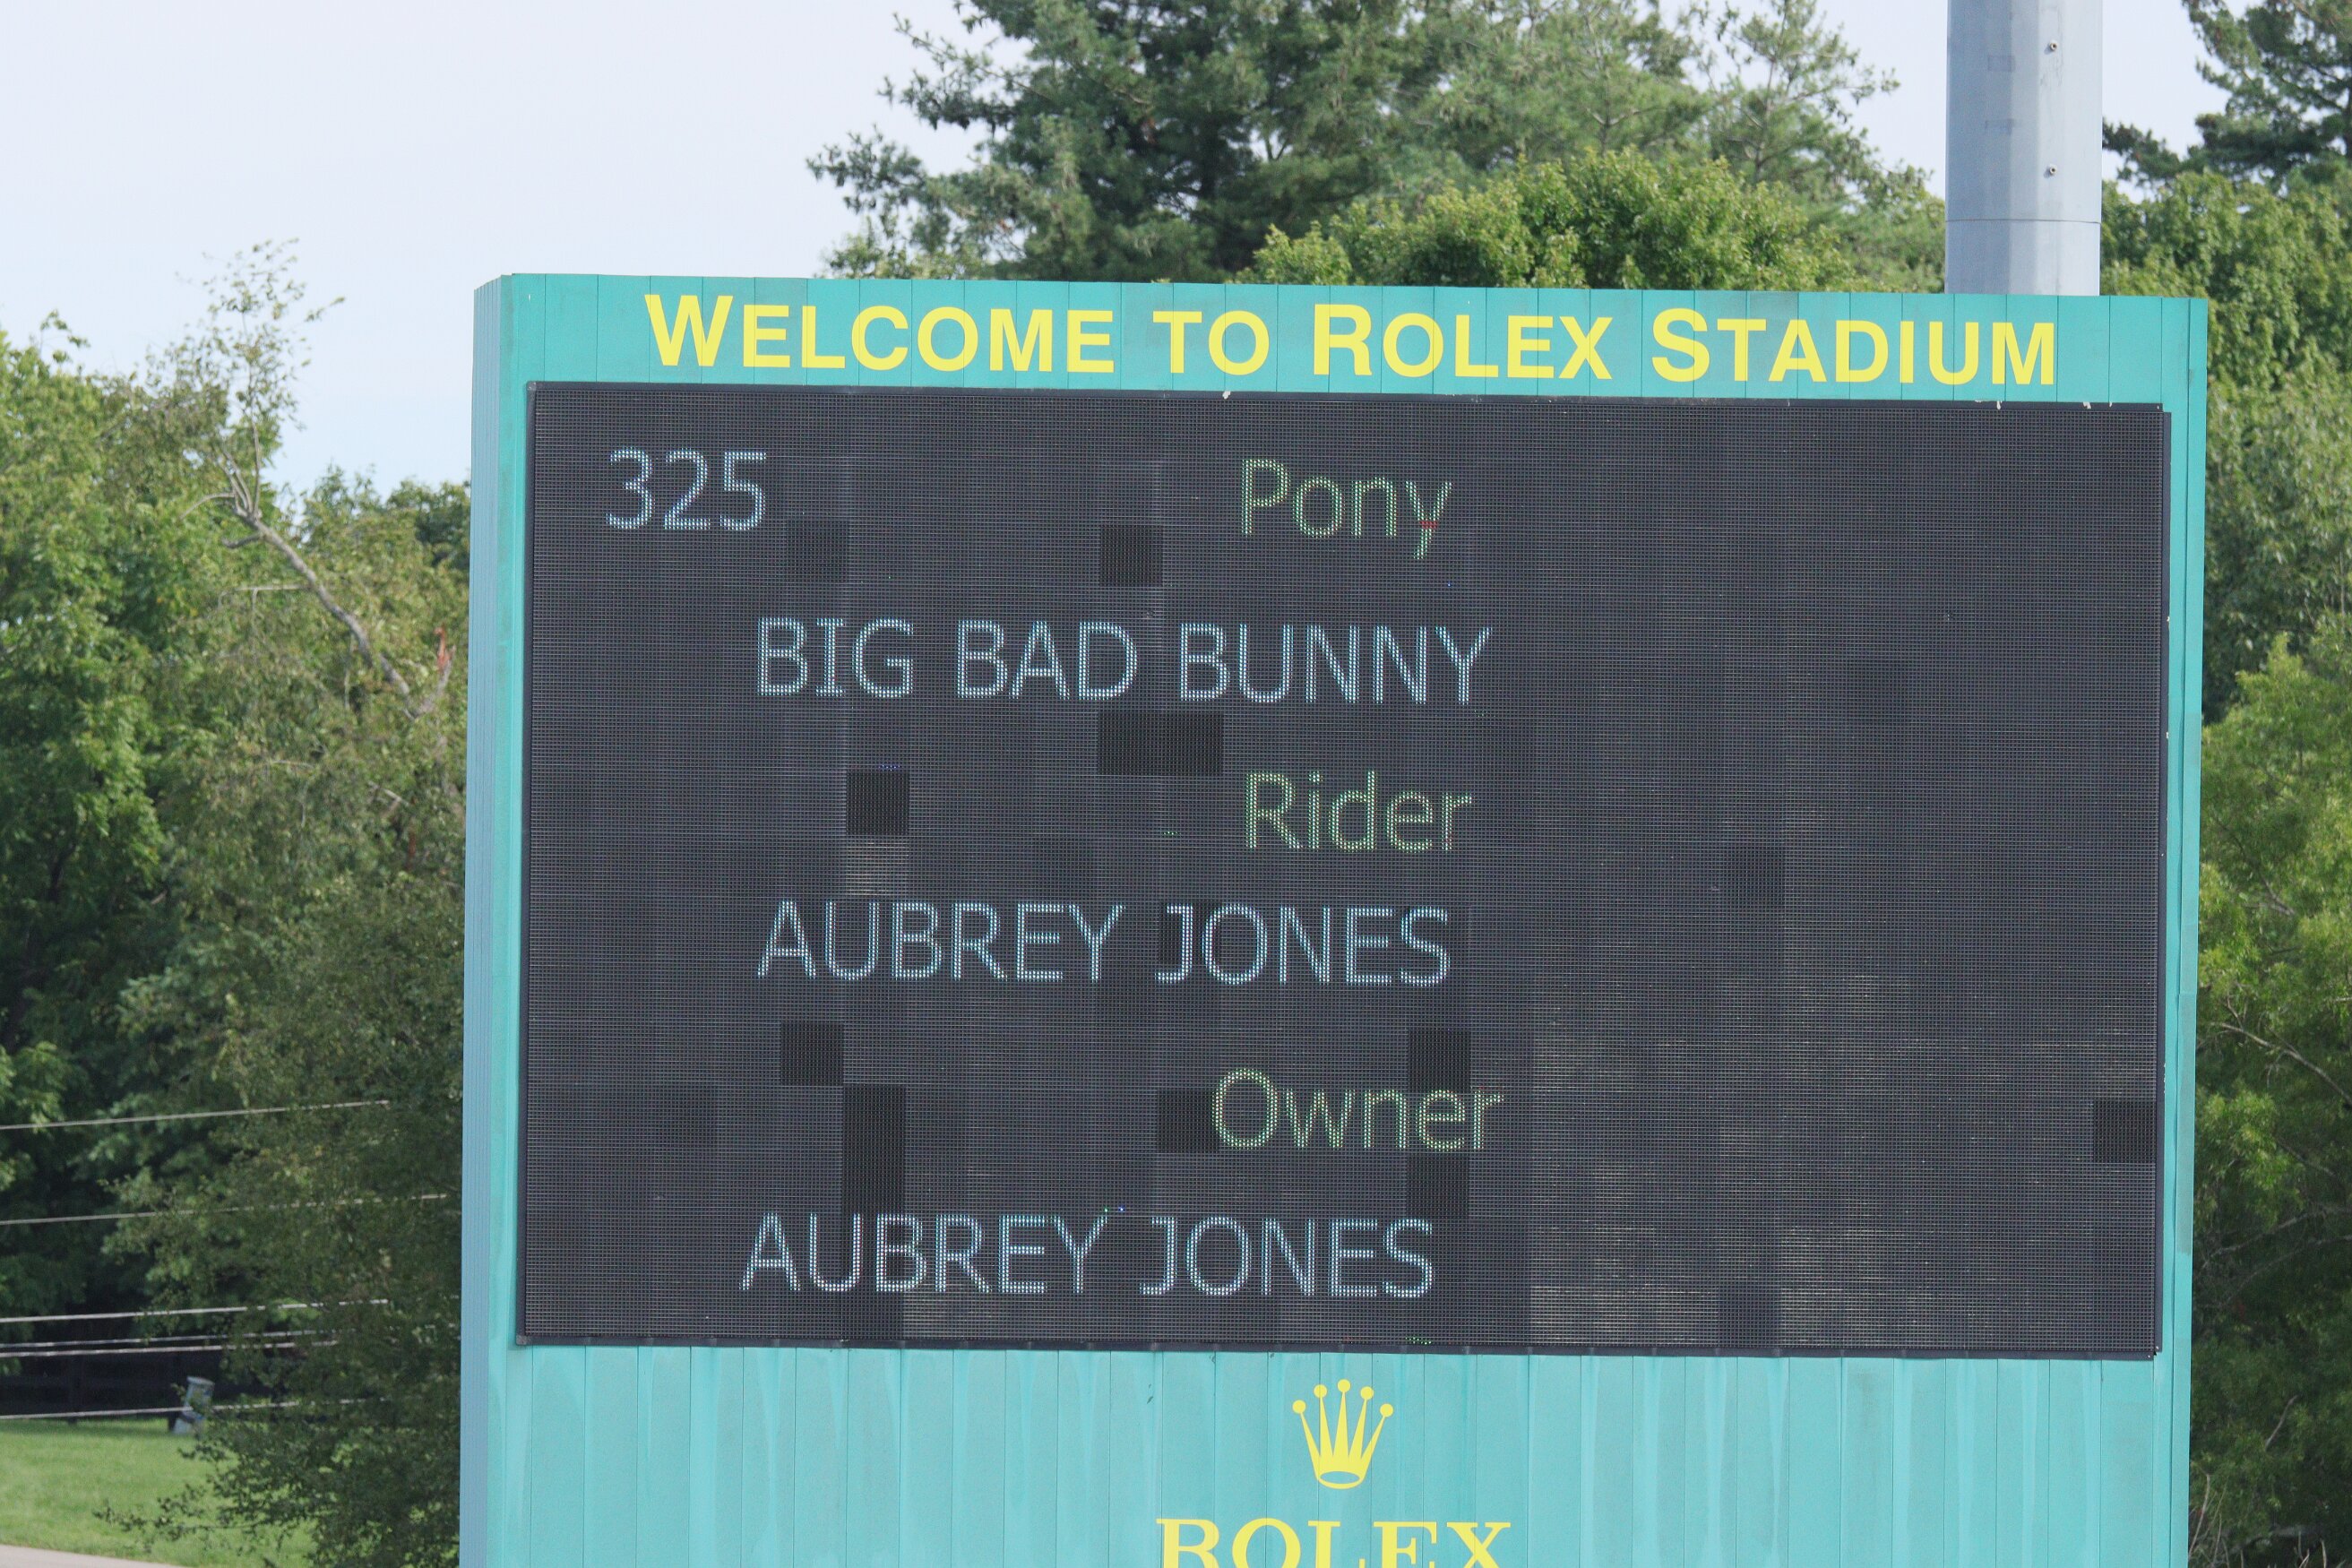 WELCOME TO ROLEX STADIUM
325 Pony
BIG BAD BUNNY
Rider
AUBREY JONES
Owner
AUBREY JONES
ROLEX